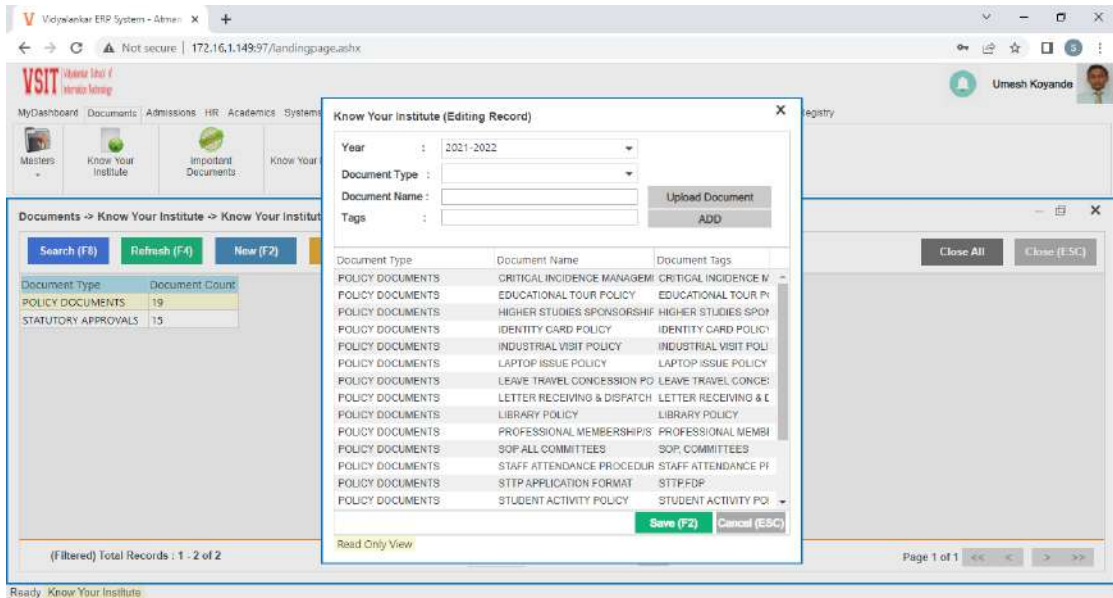 Vidyalankar ERP System - Atmen
Not secure | 172.16.1.149:97/landingpage.ashx
VSIT
Umesh Koyande
MyDashboard Documents Admissions HR Academics Systems
Masters
Know Your Institute
Important Documents
Know Your
Documents -> Know Your Institute -> Know Your Institut
Search (F8) Refresh (F4) New (F2)
Close All Close (ESC)
Document Type Document Count
POLICY DOCUMENTS 19
STATUTORY APPROVALS 15
Know Your Institute (Editing Record) X
Year : 2021-2022
Document Type :
Document Name : Upload Document
Tags : ADD
Document Type Document Name Document Tags
POLICY DOCUMENTS CRITICAL INCIDENCE MANAGEMI CRITICAL INCIDENCE M
POLICY DOCUMENTS EDUCATIONAL TOUR POLICY EDUCATIONAL TOUR P
POLICY DOCUMENTS HIGHER STUDIES SPONSORSHIF HIGHER STUDIES SPO
POLICY DOCUMENTS IDENTITY CARD POLICY IDENTITY CARD POLICY
POLICY DOCUMENTS INDUSTRIAL VISIT POLICY INDUSTRIAL VISIT POLI
POLICY DOCUMENTS LAPTOP ISSUE POLICY LAPTOP ISSUE POLICY
POLICY DOCUMENTS LEAVE TRAVEL CONCESSION PO LEAVE TRAVEL CONCE
POLICY DOCUMENTS LETTER RECEIVING & DISPATCH LETTER RECEIVING & D
POLICY DOCUMENTS LIBRARY POLICY LIBRARY POLICY
POLICY DOCUMENTS PROFESSIONAL MEMBERSHIP/S PROFESSIONAL MEMBE
POLICY DOCUMENTS SOP ALL COMMITTEES SOP, COMMITTEES
POLICY DOCUMENTS STAFF ATTENDANCE PROCEDUR STAFF ATTENDANCE PI
POLICY DOCUMENTS STTP APPLICATION FORMAT STTP,FDP
POLICY DOCUMENTS STUDENT ACTIVITY POLICY STUDENT ACTIVITY PO
Save (F2) Cancel (ESC)
Read Only View
(Filtered) Total Records : 1 - 2 of 2
Page 1 of 1 << < > >>
Ready Know Your Institute